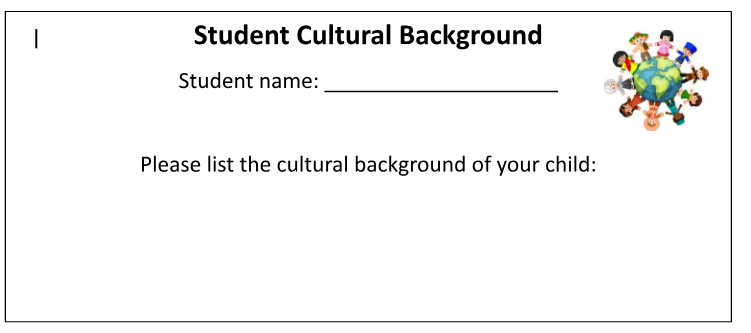 Student Cultural Background
Student name: ____________________
Please list the cultural background of your child: